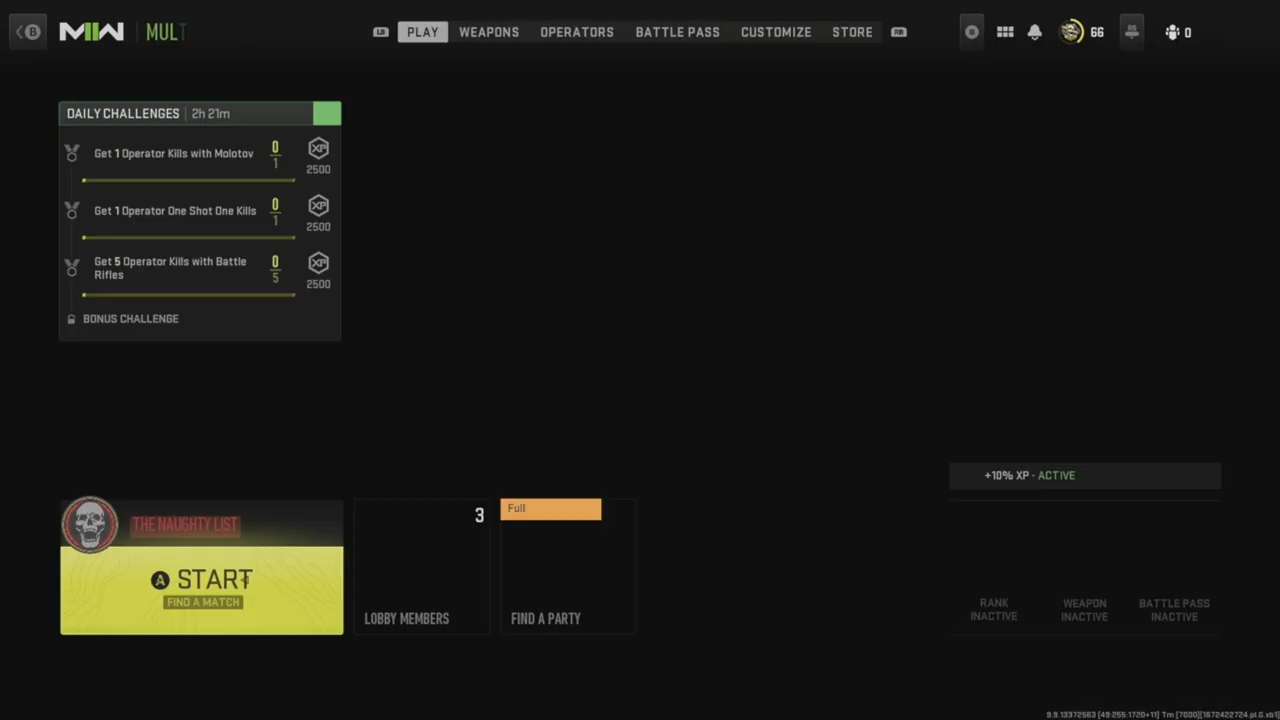 B MW MULT
LB PLAY WEAPONS OPERATORS BATTLE PASS CUSTOMIZE STORE RB 66 0
DAILY CHALLENGES 2h 21m
Get 1 Operator Kills with Molotov 0/1 XP
2500
Get 1 Operator One Shot One Kills 0/1 XP
2500
Get 5 Operator Kills with Battle
Rifles 0/5 XP
2500
BONUS CHALLENGE
+10% XP - ACTIVE
THE NAUGHTY LIST
A START
FIND A MATCH
3
LOBBY MEMBERS
Full
FIND A PARTY
RANK
INACTIVE
WEAPON
INACTIVE
BATTLE PASS
INACTIVE